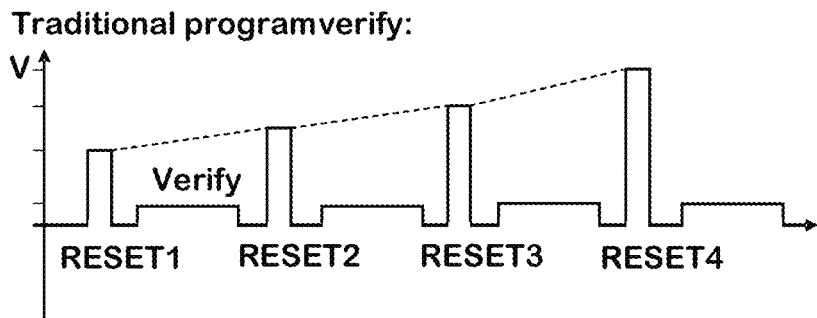 Traditional programverify:
V
Verify
RESET1 RESET2 RESET3 RESET4